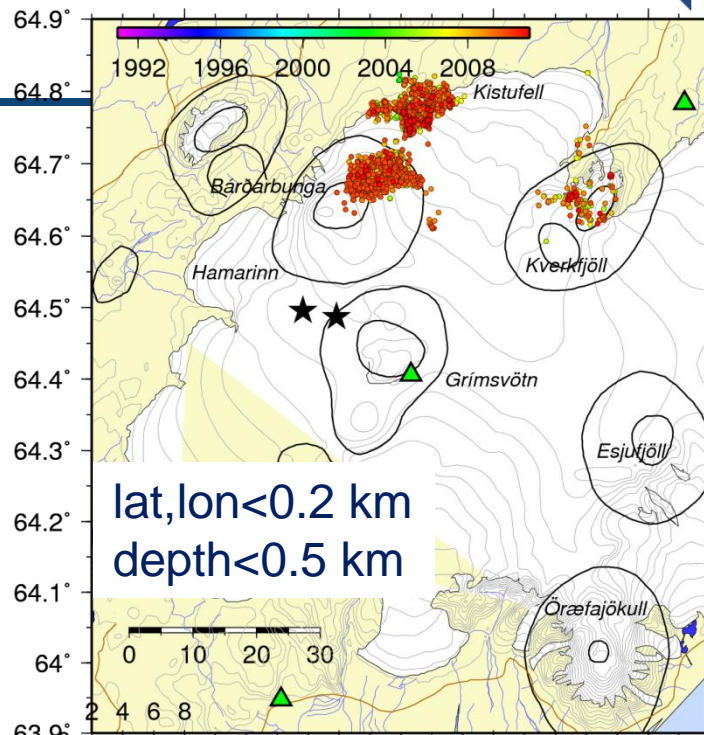 64.9˚
1992 1996 2000 2004 2008
64.8˚
Kistufell
64.7˚
Bárðarbunga
64.6˚
Kverkfjöll
Hamarinn
64.5˚
64.4˚
Grímsvötn
64.3˚
Esjufjöll
lat,lon<0.2 km
64.2˚
depth<0.5 km
64.1˚
Öræfajökull
0 10 20 30
64˚
2 4 6 8
63.9˚